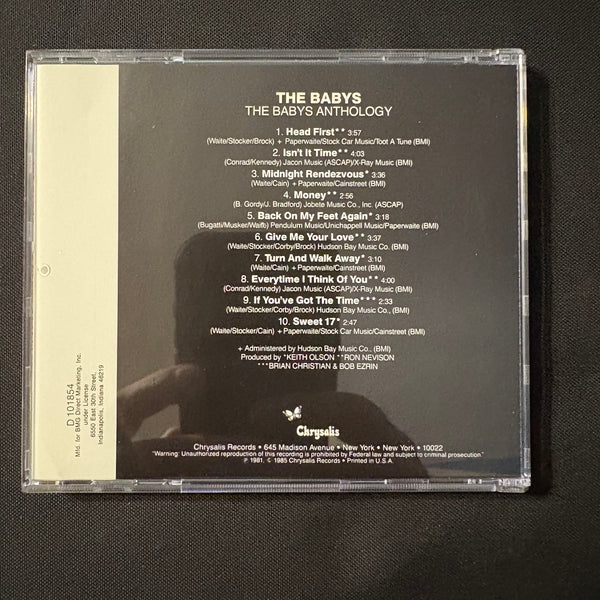 THE BABYS
THE BABYS ANTHOLOGY
1. Head First** 3:57
(Waite/Stocker/Brock) + Paperwaite/Stock Car Music/Toot A Tune (BMI)
2. Isn't It Time** 4:03
(Conrad/Kennedy) Jacon Music (ASCAP)/X-Ray Music (BMI)
3. Midnight Rendezvous* 3:36
(Waite/Cain) + Paperwaite/Cainstreet (BMI)
4. Money** 2:56
(B. Gordy/J. Bradford) Jobete Music Co., Inc. (ASCAP)
5. Back On My Feet Again* 3:18
(Bugatti/Musker/Waifb) Pendulum Music/Unichappell Music/Paperwaite (BMI)
6. Give Me Your Love** 3:37
(Waite/Stocker/Corby/Brock) Hudson Bay Music Co. (BMI)
7. Turn And Walk Away* 3:10
(Waite/Cain) + Paperwaite/Cainstreet (BMI)
8. Everytime I Think Of You** 4:00
(Conrad/Kennedy) Jacon Music (ASCAP)/X-Ray Music (BMI)
9. If You've Got The Time*** 2:33
(Waite/Stocker/Corby/Brock) Hudson Bay Music Co., (BMI)
10. Sweet 17* 2:47
(Waite/Stocker/Cain) + Paperwaite/Stock Car Music/Cainstreet (BMI)
+ Administered by Hudson Bay Music Co.. (BMI)
Produced by *KEITH OLSON **RON NEVISON
***BRIAN CHRISTIAN & BOB EZRIN
Chrysalis
Chrysalis Records • 645 Madison Avenue • New York • New York • 10022
"Warning: Unauthorized reproduction of this recording is prohibited by Federal law and subject to criminal prosecution."
℗ 1981, © 1985 Chrysalis Records • Printed in U.S.A.
D 101854
Mfd. for BMG Direct Marketing, Inc.
under License
6550 East 30th Street,
Indianapolis, Indiana 46219